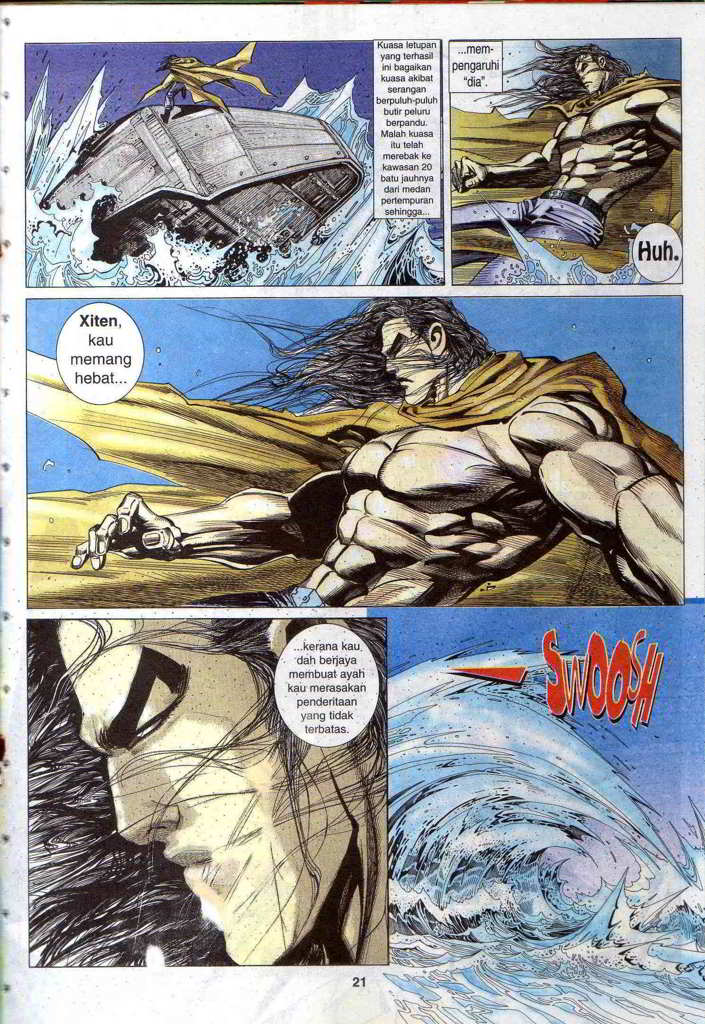 Kuasa letupan
yang terhasil
ini bagaikan
kuasa akibat
serangan
berpuluh-puluh
butir peluru
berpandu.
Malah kuasa
itu telah
merebak ke
kawasan 20
batu jauhnya
dari medan
pertempuran
sehingga...
...mem-
pengaruhi
"dia".
Huh.
Xiten,
kau
memang
hebat...
...kerana kau
dah berjaya
membuat ayah
kau merasakan
penderitaan
yang tidak
terbatas.
SWOOSH
21